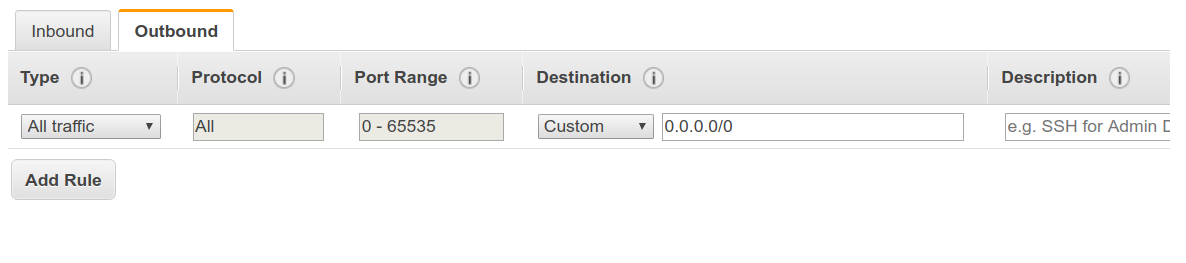 Inbound Outbound
Type i Protocol i Port Range i Destination i Description i
All traffic All 0 - 65535 Custom 0.0.0.0/0 e.g. SSH for Admin D
Add Rule